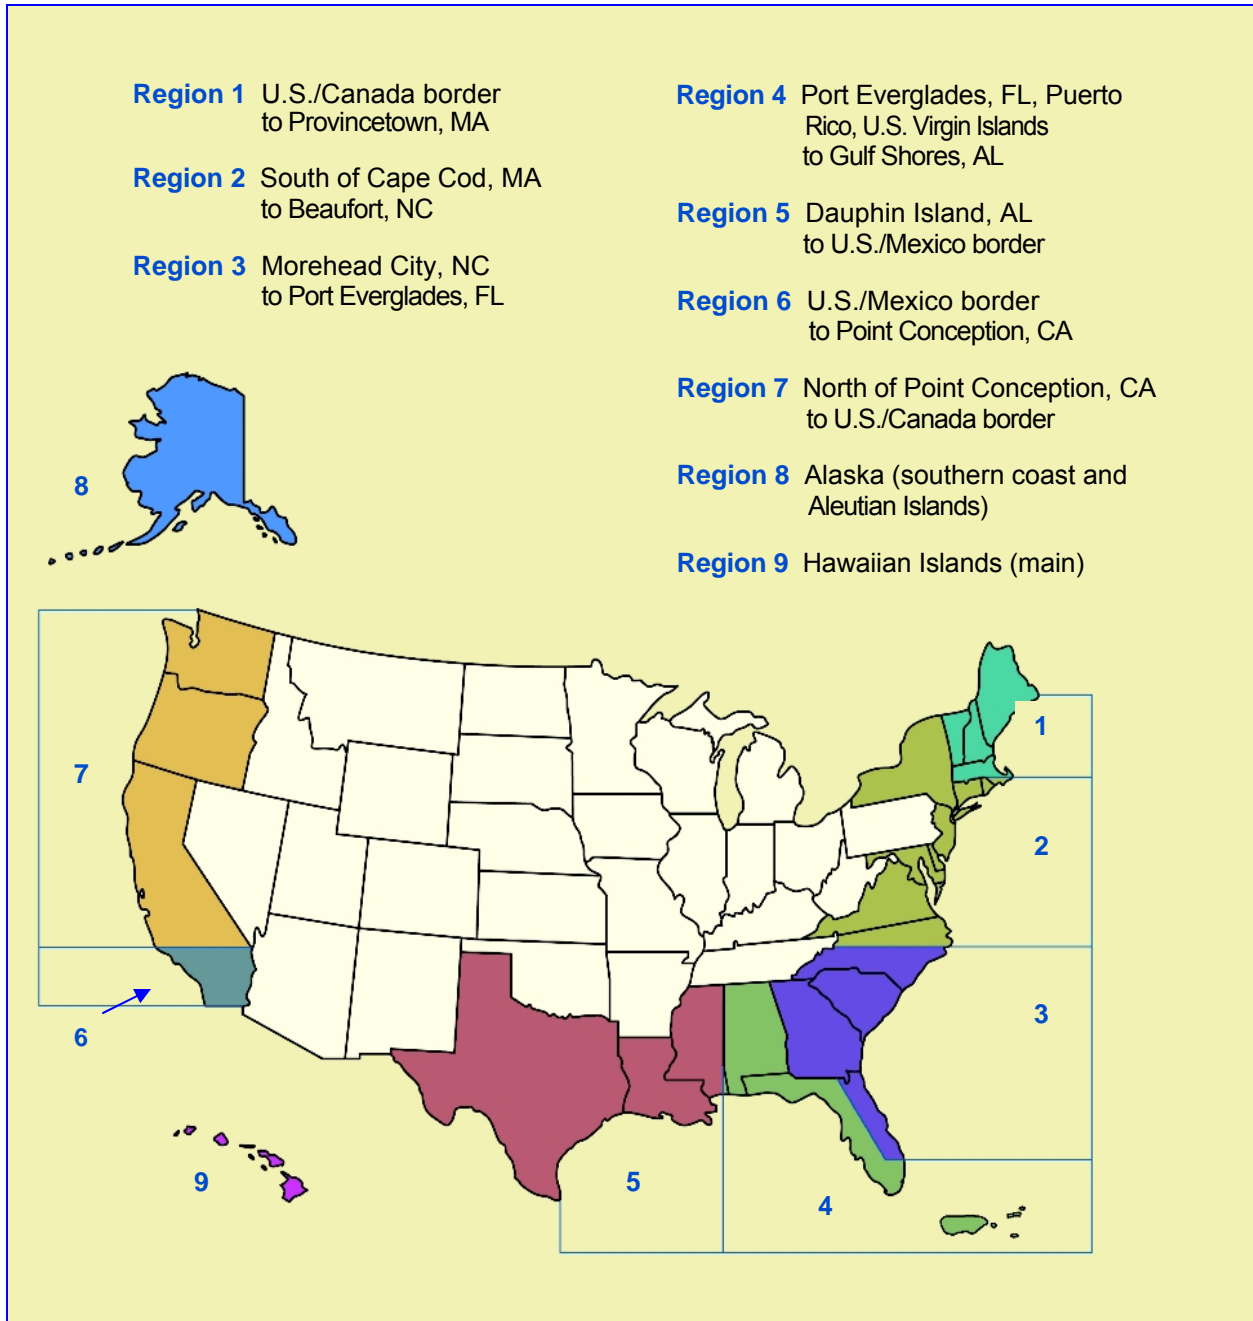 Region 1 U.S./Canada border
to Provincetown, MA
Region 2 South of Cape Cod, MA
to Beaufort, NC
Region 3 Morehead City, NC
to Port Everglades, FL
Region 4 Port Everglades, FL, Puerto
Rico, U.S. Virgin Islands
to Gulf Shores, AL
Region 5 Dauphin Island, AL
to U.S./Mexico border
Region 6 U.S./Mexico border
to Point Conception, CA
Region 7 North of Point Conception, CA
to U.S./Canada border
Region 8 Alaska (southern coast and
Aleutian Islands)
Region 9 Hawaiian Islands (main)
8
1
7
2
3
6
9
5
4